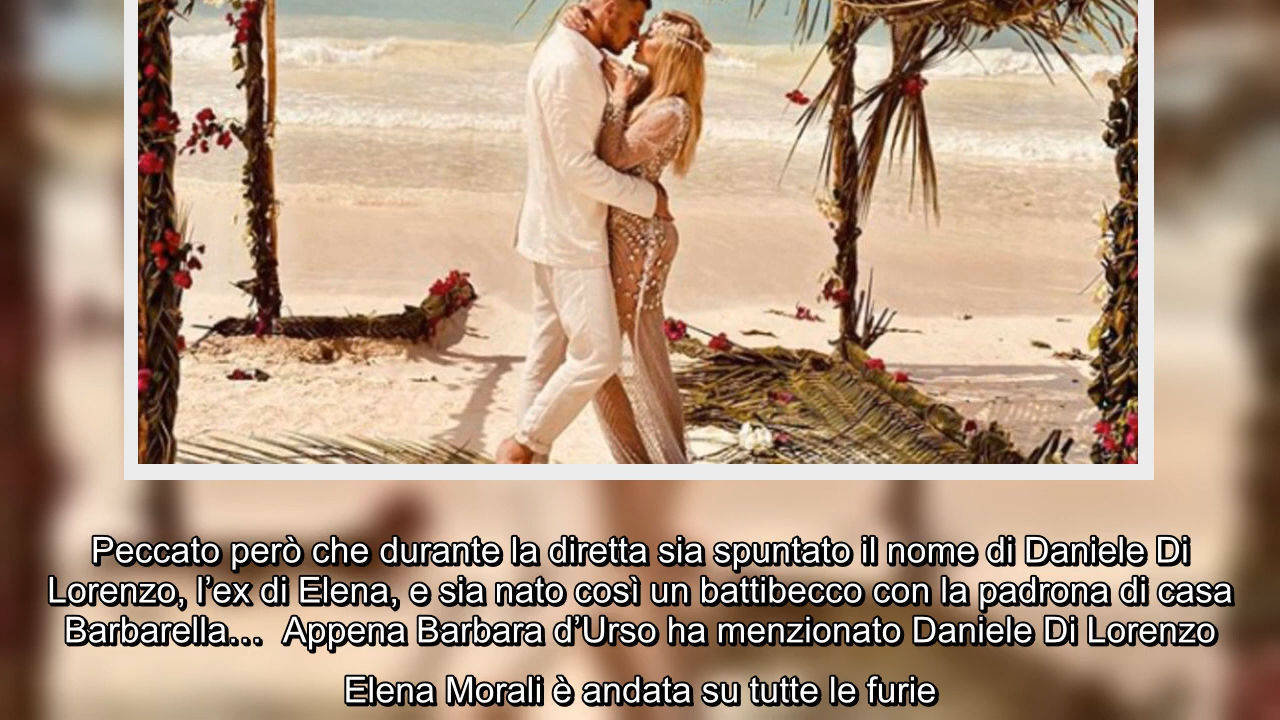 Peccato però che durante la diretta sia spuntato il nome di Daniele Di
Lorenzo, l’ex di Elena, e sia nato così un battibecco con la padrona di casa
Barbarella…  Appena Barbara d’Urso ha menzionato Daniele Di Lorenzo
Elena Morali è andata su tutte le furie